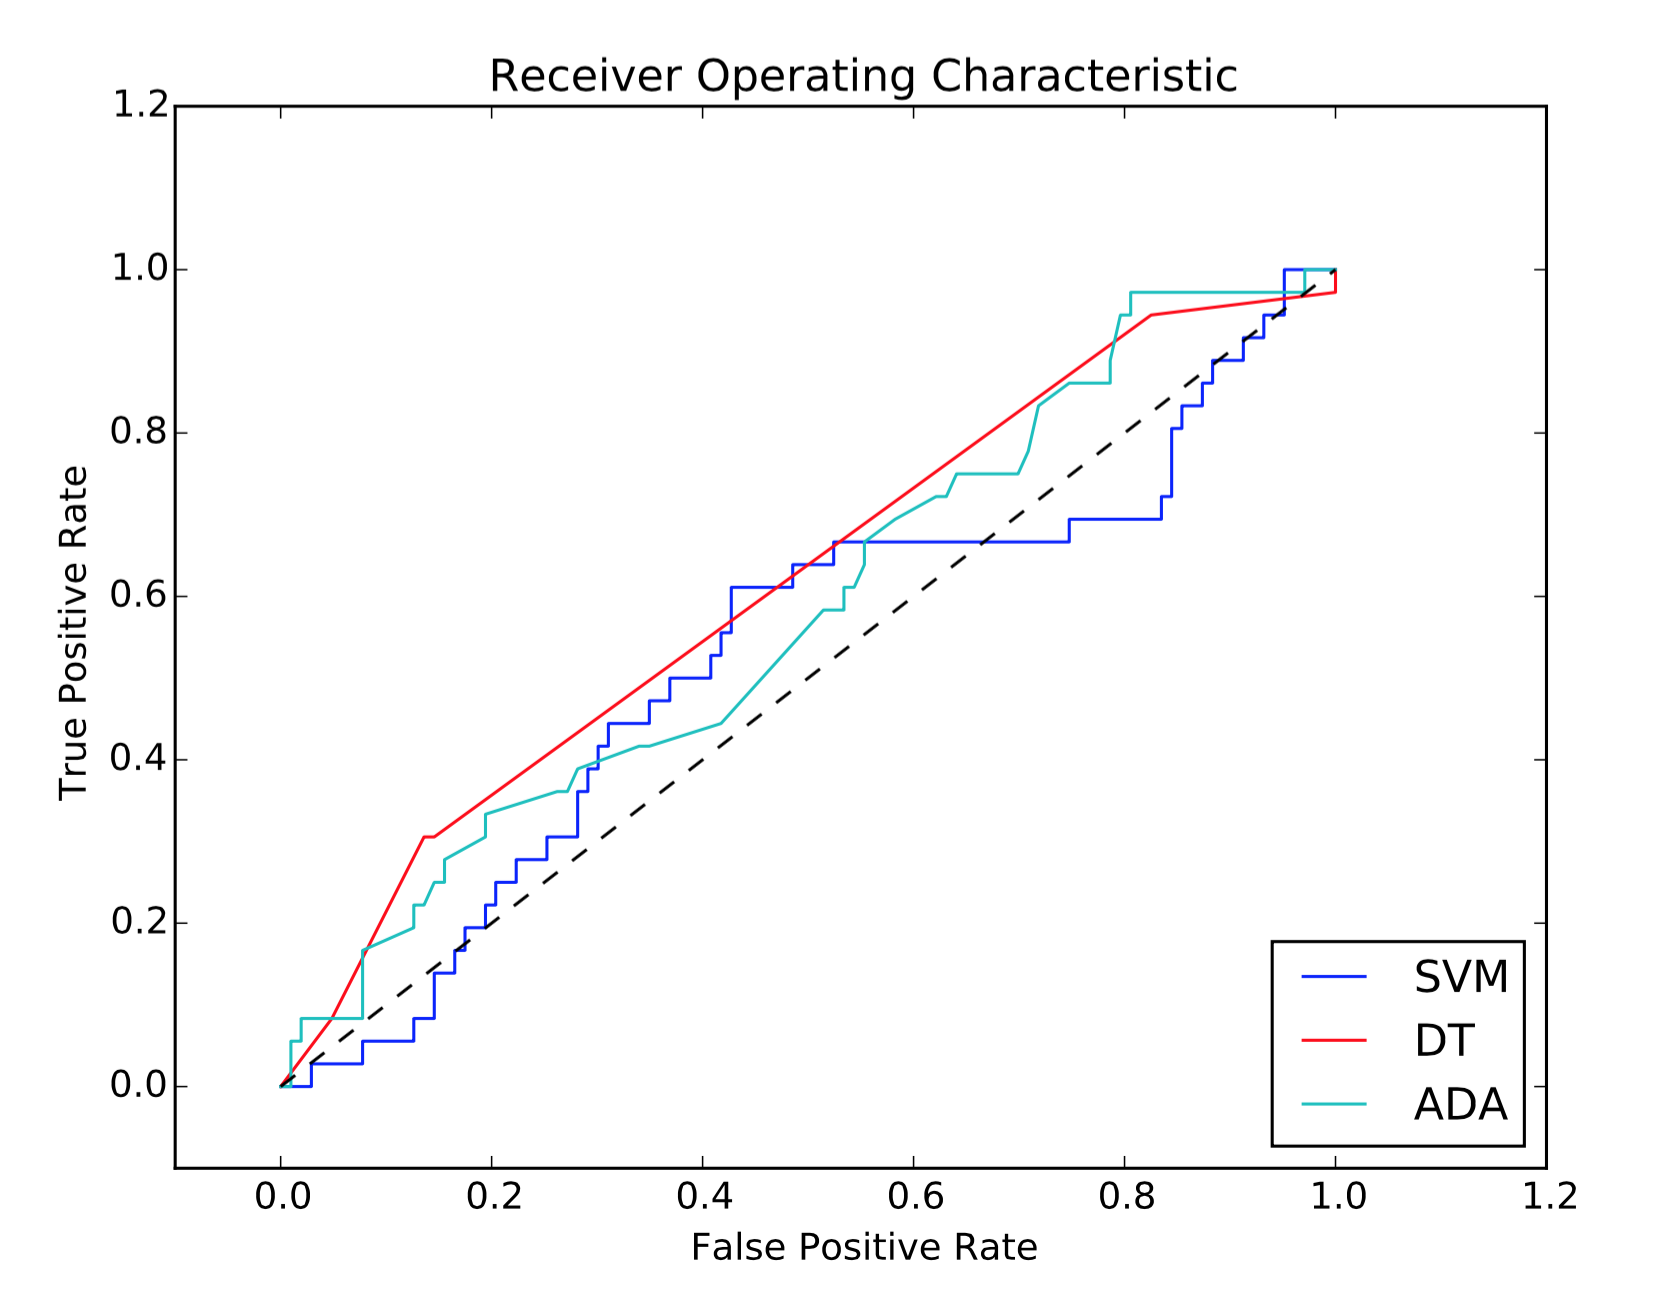 Receiver Operating Characteristic
1.2
1.0
0.8
0.6
0.4
0.2
0.0
True Positive Rate
SVM
DT
ADA
0.0 0.2 0.4 0.6 0.8 1.0 1.2
False Positive Rate